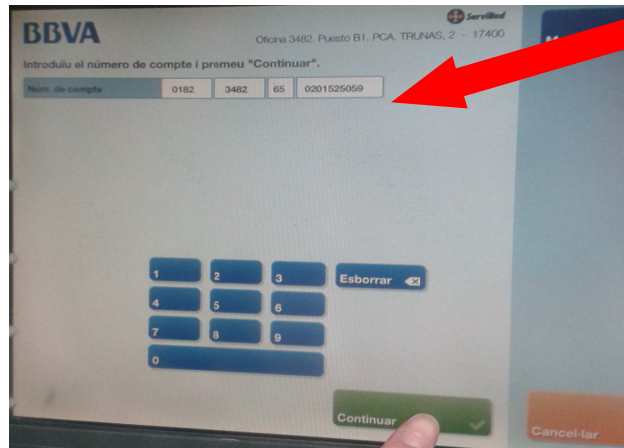 ServiRed
BBVA
Oficina 3482. Puesto B1. PCA. TRUNAS, 2 - 17400
Introduïu el número de compte i premeu "Continuar".
Núm. de compte 0182 3482 65 0201525059
1 2 3 Esborrar
4 5 6
7 8 9
0
Continuar
Cancel·lar